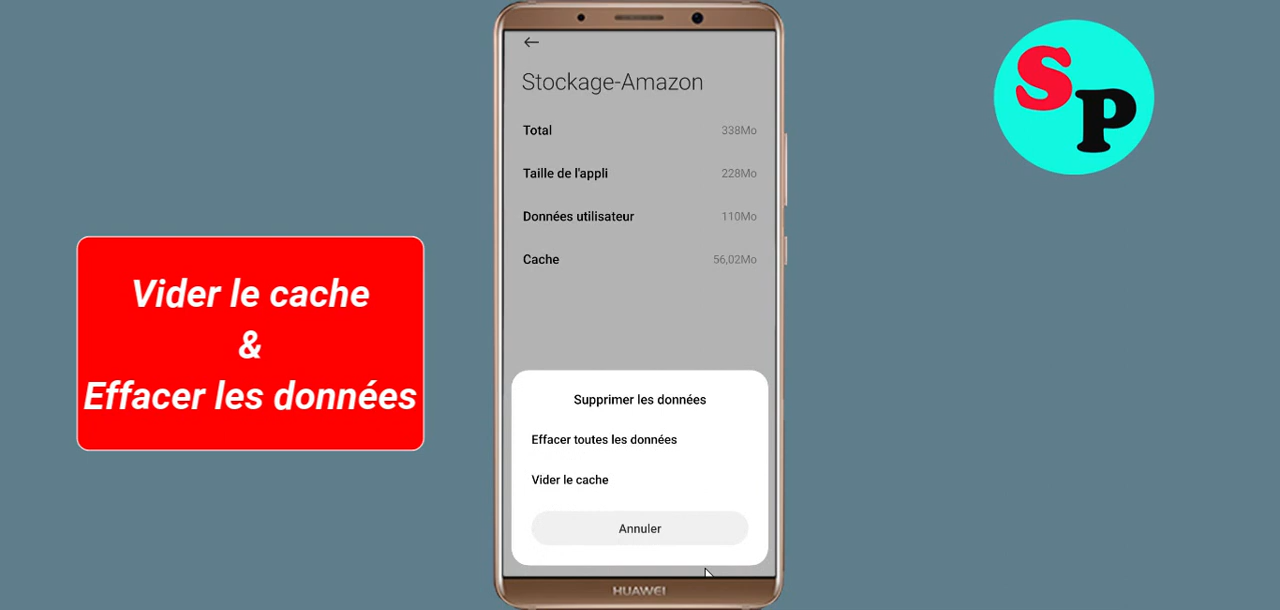 Stockage-Amazon
Total 338Mo
Taille de l'appli 228Mo
Données utilisateur 110Mo
Cache 56,02Mo
Supprimer les données
Effacer toutes les données
Vider le cache
Annuler
HUAWEI
Vider le cache
&
Effacer les données
SP